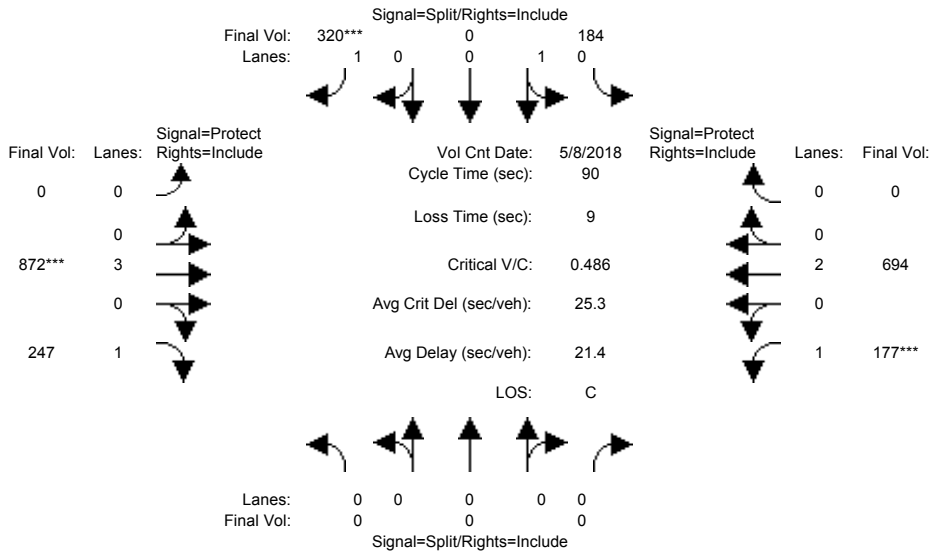 Signal=Split/Rights=Include
Final Vol: 320*** 0 184
Lanes: 1 0 0 1 0
Signal=Protect
Final Vol: Lanes: Rights=Include
Vol Cnt Date: 5/8/2018
Signal=Protect
Rights=Include Lanes: Final Vol:
Cycle Time (sec): 90
0 0
0 0
Loss Time (sec): 9
0
0
872*** 3
Critical V/C: 0.486
2 694
0
Avg Crit Del (sec/veh): 25.3
0
247 1
Avg Delay (sec/veh): 21.4
1 177***
LOS: C
Lanes: 0 0 0 0 0
Final Vol: 0 0 0
Signal=Split/Rights=Include